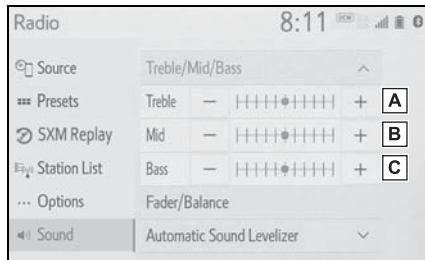 Radio 8:11 DCM
Source
Presets
SXM Replay
Station List
Options
Sound
Treble/Mid/Bass
Treble − + A
Mid − + B
Bass − + C
Fader/Balance
Automatic Sound Levelizer